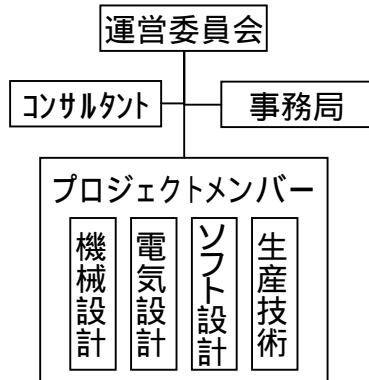 運営委員会
コンサルタント
事務局
プロジェクトメンバー
機械設計
電気設計
ソフト設計
生産技術